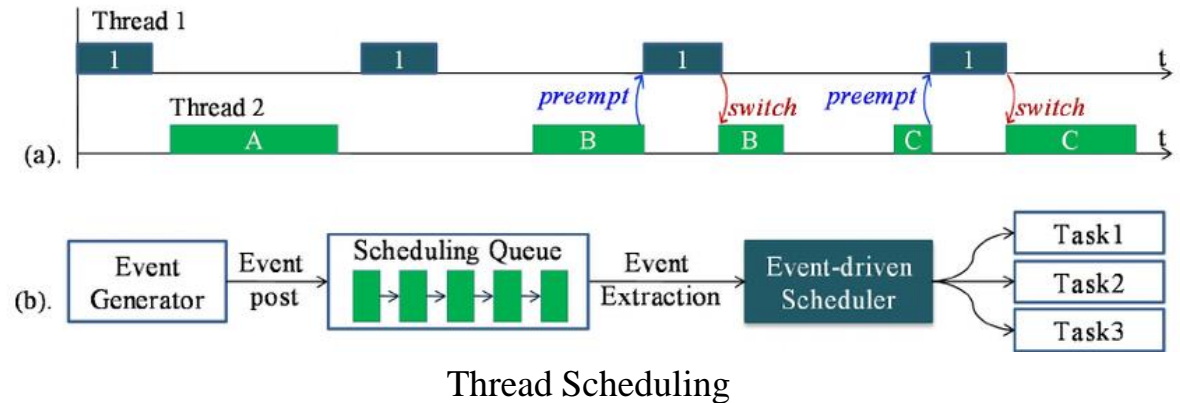 Thread 1
1 1 1 1 t
preempt switch preempt switch
Thread 2
(a). A B B C C t
(b). Event Generator
Event post
Scheduling Queue
Event Extraction
Event-driven Scheduler
Task1
Task2
Task3
Thread Scheduling